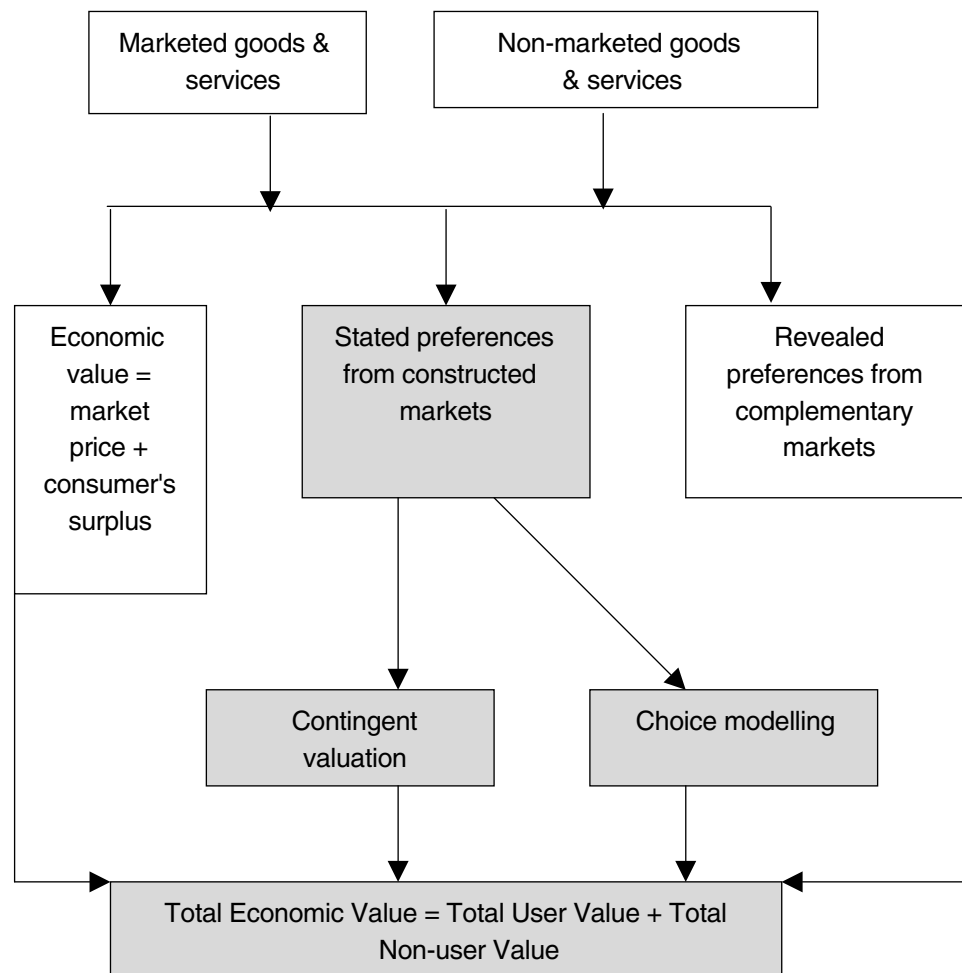 Marketed goods &
services
Non-marketed goods
& services
Economic
value =
market
price +
consumer's
surplus
Stated preferences
from constructed
markets
Revealed
preferences from
complementary
markets
Contingent
valuation
Choice modelling
Total Economic Value = Total User Value + Total
Non-user Value